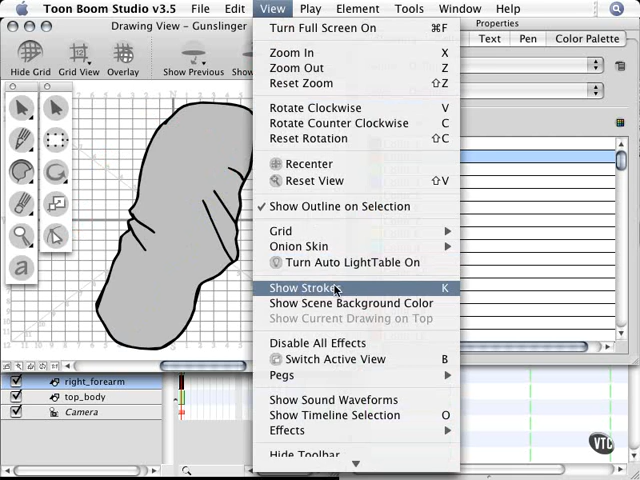 Toon Boom Studio v3.5 File Edit View Play Element Tools Window Help
Drawing View – Gunslinger
Properties
Text Pen Color Palette
Hide Grid Grid View Overlay Show Previous
Turn Full Screen On ⌘F
Zoom In X
Zoom Out Z
Reset Zoom ⇧Z
Rotate Clockwise V
Rotate Counter Clockwise C
Reset Rotation ⇧C
Recenter
Reset View ⇧V
✓ Show Outline on Selection
Grid
Onion Skin
Turn Auto LightTable On
Show Strokes K
Show Scene Background Color
Show Current Drawing on Top
Disable All Effects
Switch Active View B
Pegs
Show Sound Waveforms
Show Timeline Selection O
Effects
Hide Toolbar
a
N
right_forearm
top_body
Camera
VTC